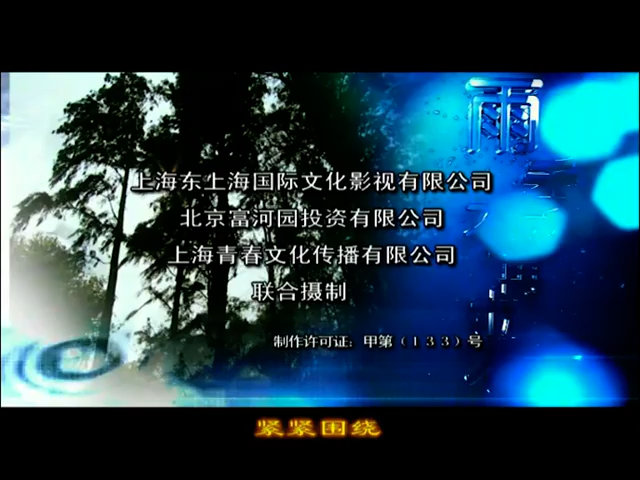 上海东上海国际文化影视有限公司
北京富河园投资有限公司
上海青春文化传播有限公司
联合摄制
制作许可证：甲第（133）号
紧紧围绕
雨